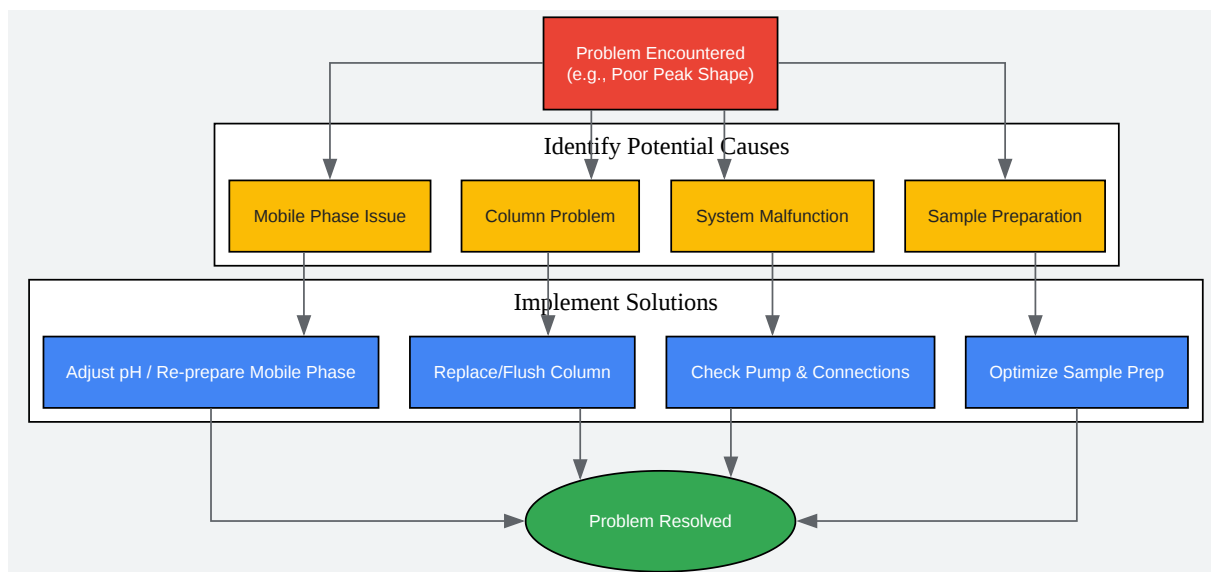 Problem Encountered
(e.g., Poor Peak Shape)
Identify Potential Causes
Mobile Phase Issue
Column Problem
System Malfunction
Sample Preparation
Implement Solutions
Adjust pH / Re-prepare Mobile Phase
Replace/Flush Column
Check Pump & Connections
Optimize Sample Prep
Problem Resolved